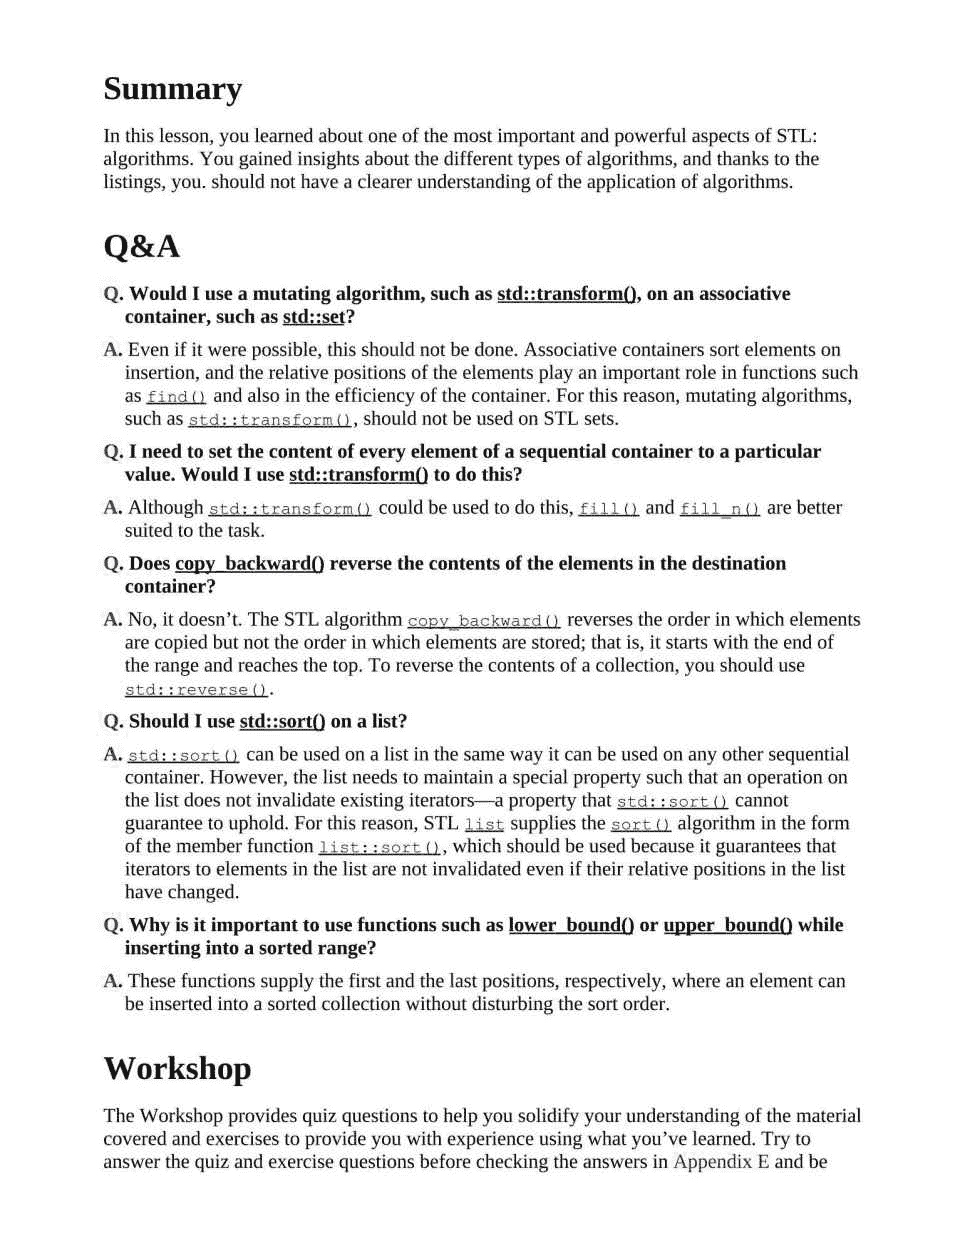 Summary
In this lesson, you learned about one of the most important and powerful aspects of STL:
algorithms. You gained insights about the different types of algorithms, and thanks to the
listings, you. should not have a clearer understanding of the application of algorithms.
Q&A
Q. Would I use a mutating algorithm, such as std::transform(), on an associative
container, such as std::set?
A. Even if it were possible, this should not be done. Associative containers sort elements on
insertion, and the relative positions of the elements play an important role in functions such
as find() and also in the efficiency of the container. For this reason, mutating algorithms,
such as std::transform(), should not be used on STL sets.
Q. I need to set the content of every element of a sequential container to a particular
value. Would I use std::transform() to do this?
A. Although std::transform() could be used to do this, fill() and fill_n() are better
suited to the task.
Q. Does copy_backward() reverse the contents of the elements in the destination
container?
A. No, it doesn’t. The STL algorithm copy_backward() reverses the order in which elements
are copied but not the order in which elements are stored; that is, it starts with the end of
the range and reaches the top. To reverse the contents of a collection, you should use
std::reverse().
Q. Should I use std::sort() on a list?
A. std::sort() can be used on a list in the same way it can be used on any other sequential
container. However, the list needs to maintain a special property such that an operation on
the list does not invalidate existing iterators—a property that std::sort() cannot
guarantee to uphold. For this reason, STL list supplies the sort() algorithm in the form
of the member function list::sort(), which should be used because it guarantees that
iterators to elements in the list are not invalidated even if their relative positions in the list
have changed.
Q. Why is it important to use functions such as lower_bound() or upper_bound() while
inserting into a sorted range?
A. These functions supply the first and the last positions, respectively, where an element can
be inserted into a sorted collection without disturbing the sort order.
Workshop
The Workshop provides quiz questions to help you solidify your understanding of the material
covered and exercises to provide you with experience using what you’ve learned. Try to
answer the quiz and exercise questions before checking the answers in Appendix E and be